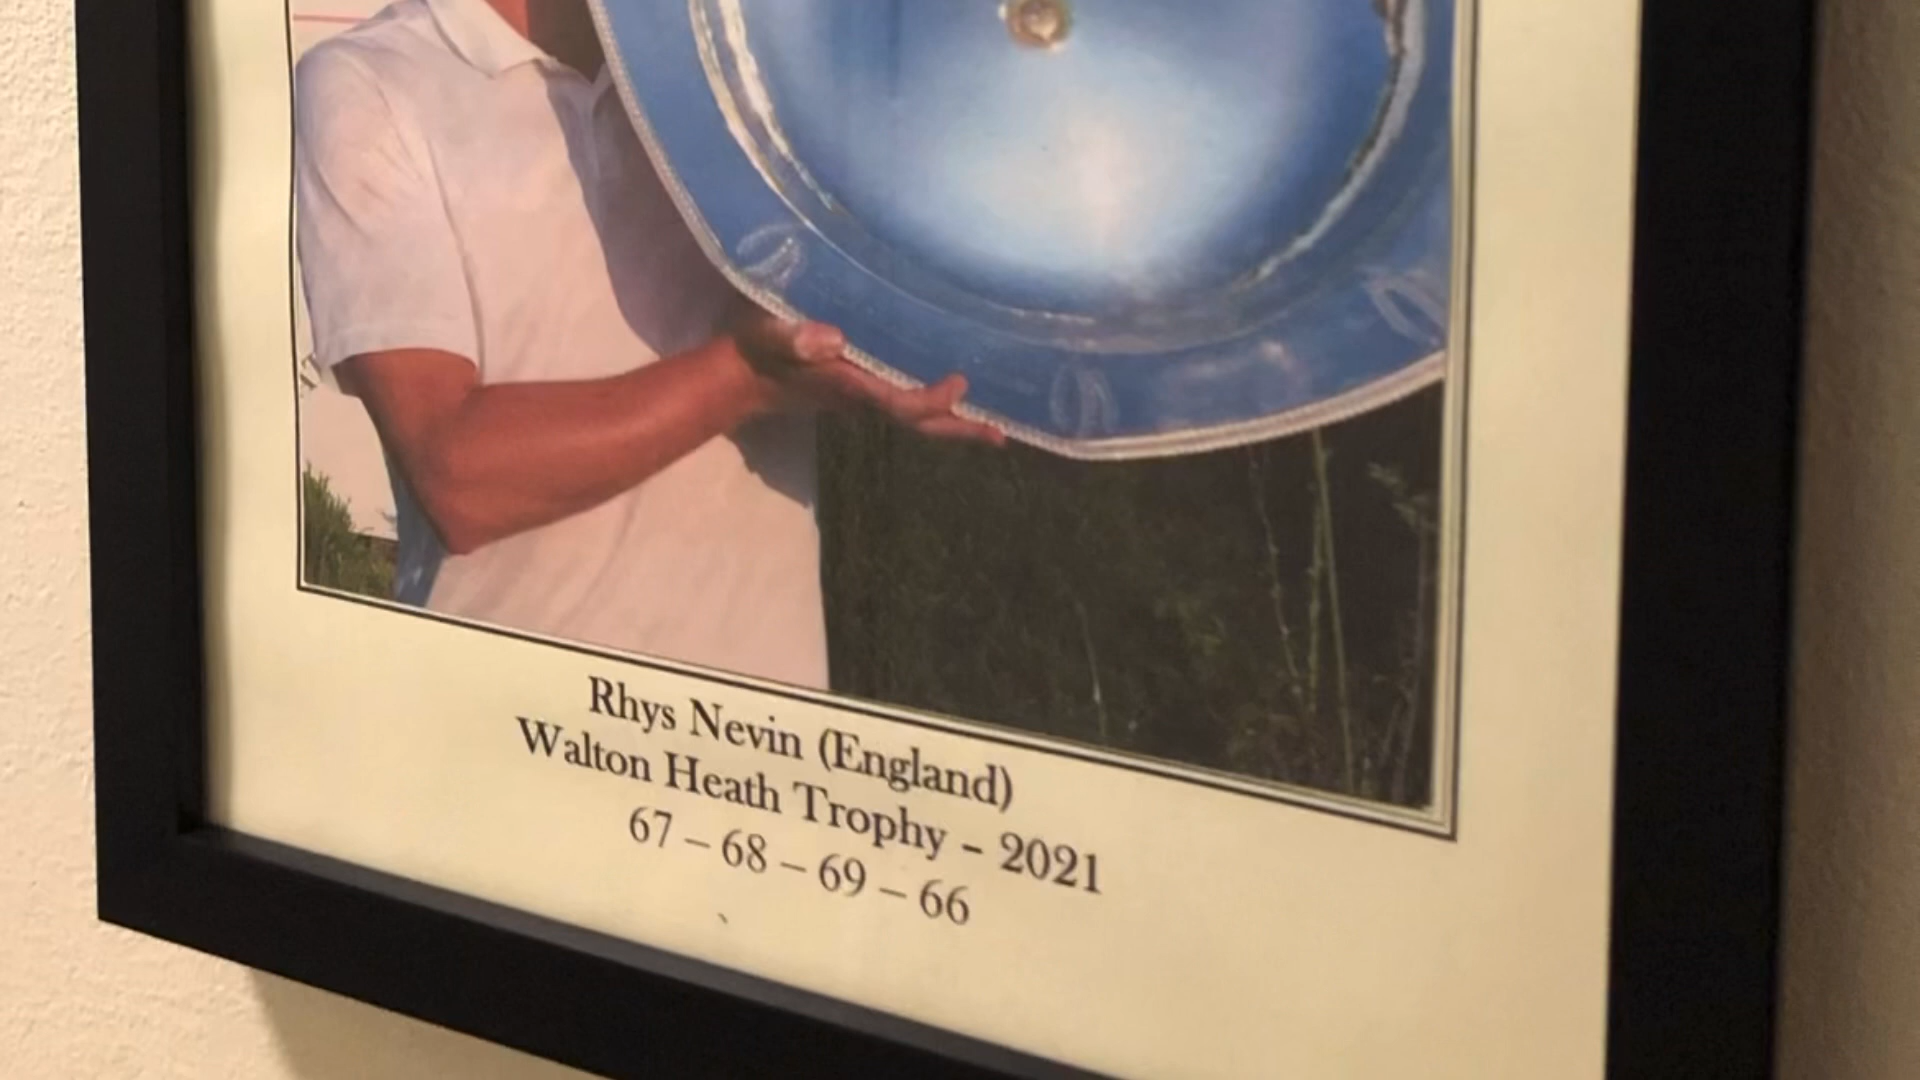 Rhys Nevin (England)
Walton Heath Trophy – 2021
67 – 68 – 69 – 66